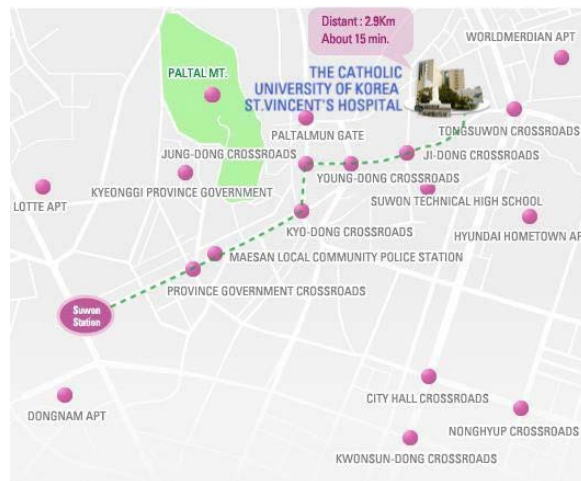 Distant : 2.9Km
About 15 min.
WORLDMERDIAN APT
PALTAL MT.
THE CATHOLIC
UNIVERSITY OF KOREA
ST.VINCENT'S HOSPITAL
PALTALMUN GATE
TONGSUWON CROSSROADS
JUNG-DONG CROSSROADS
JI-DONG CROSSROADS
YOUNG-DONG CROSSROADS
KYEONGGI PROVINCE GOVERNMENT
SUWON TECHNICAL HIGH SCHOOL
LOTTE APT
KYO-DONG CROSSROADS
HYUNDAI HOMETOWN AP
MAESAN LOCAL COMMUNITY POLICE STATION
PROVINCE GOVERNMENT CROSSROADS
Suwon
Station
CITY HALL CROSSROADS
DONGNAM APT
NONGHYUP CROSSROADS
KWONSUN-DONG CROSSROADS